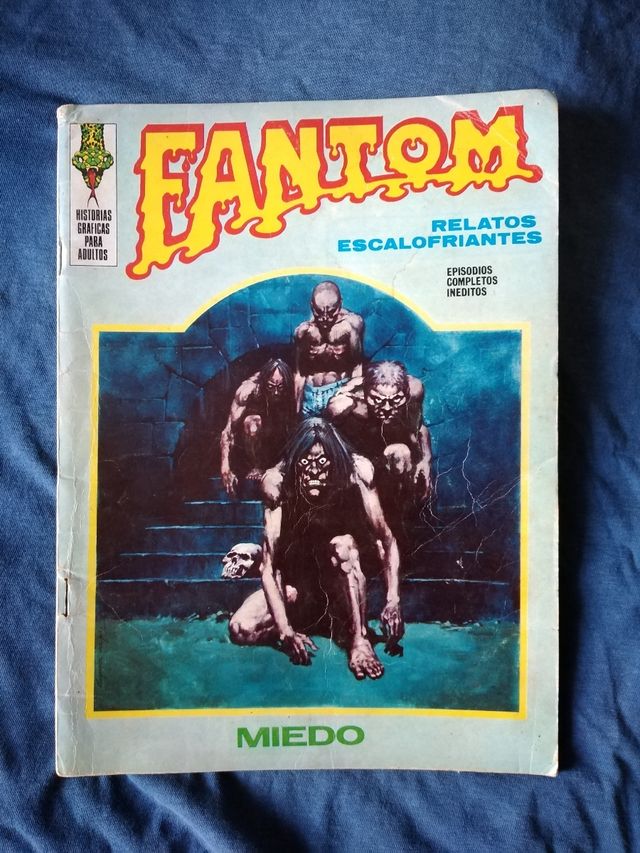 FANTOM
HISTORIAS
GRAFICAS
PARA
ADULTOS
RELATOS
ESCALOFRIANTES
EPISODIOS
COMPLETOS
INEDITOS
MIEDO